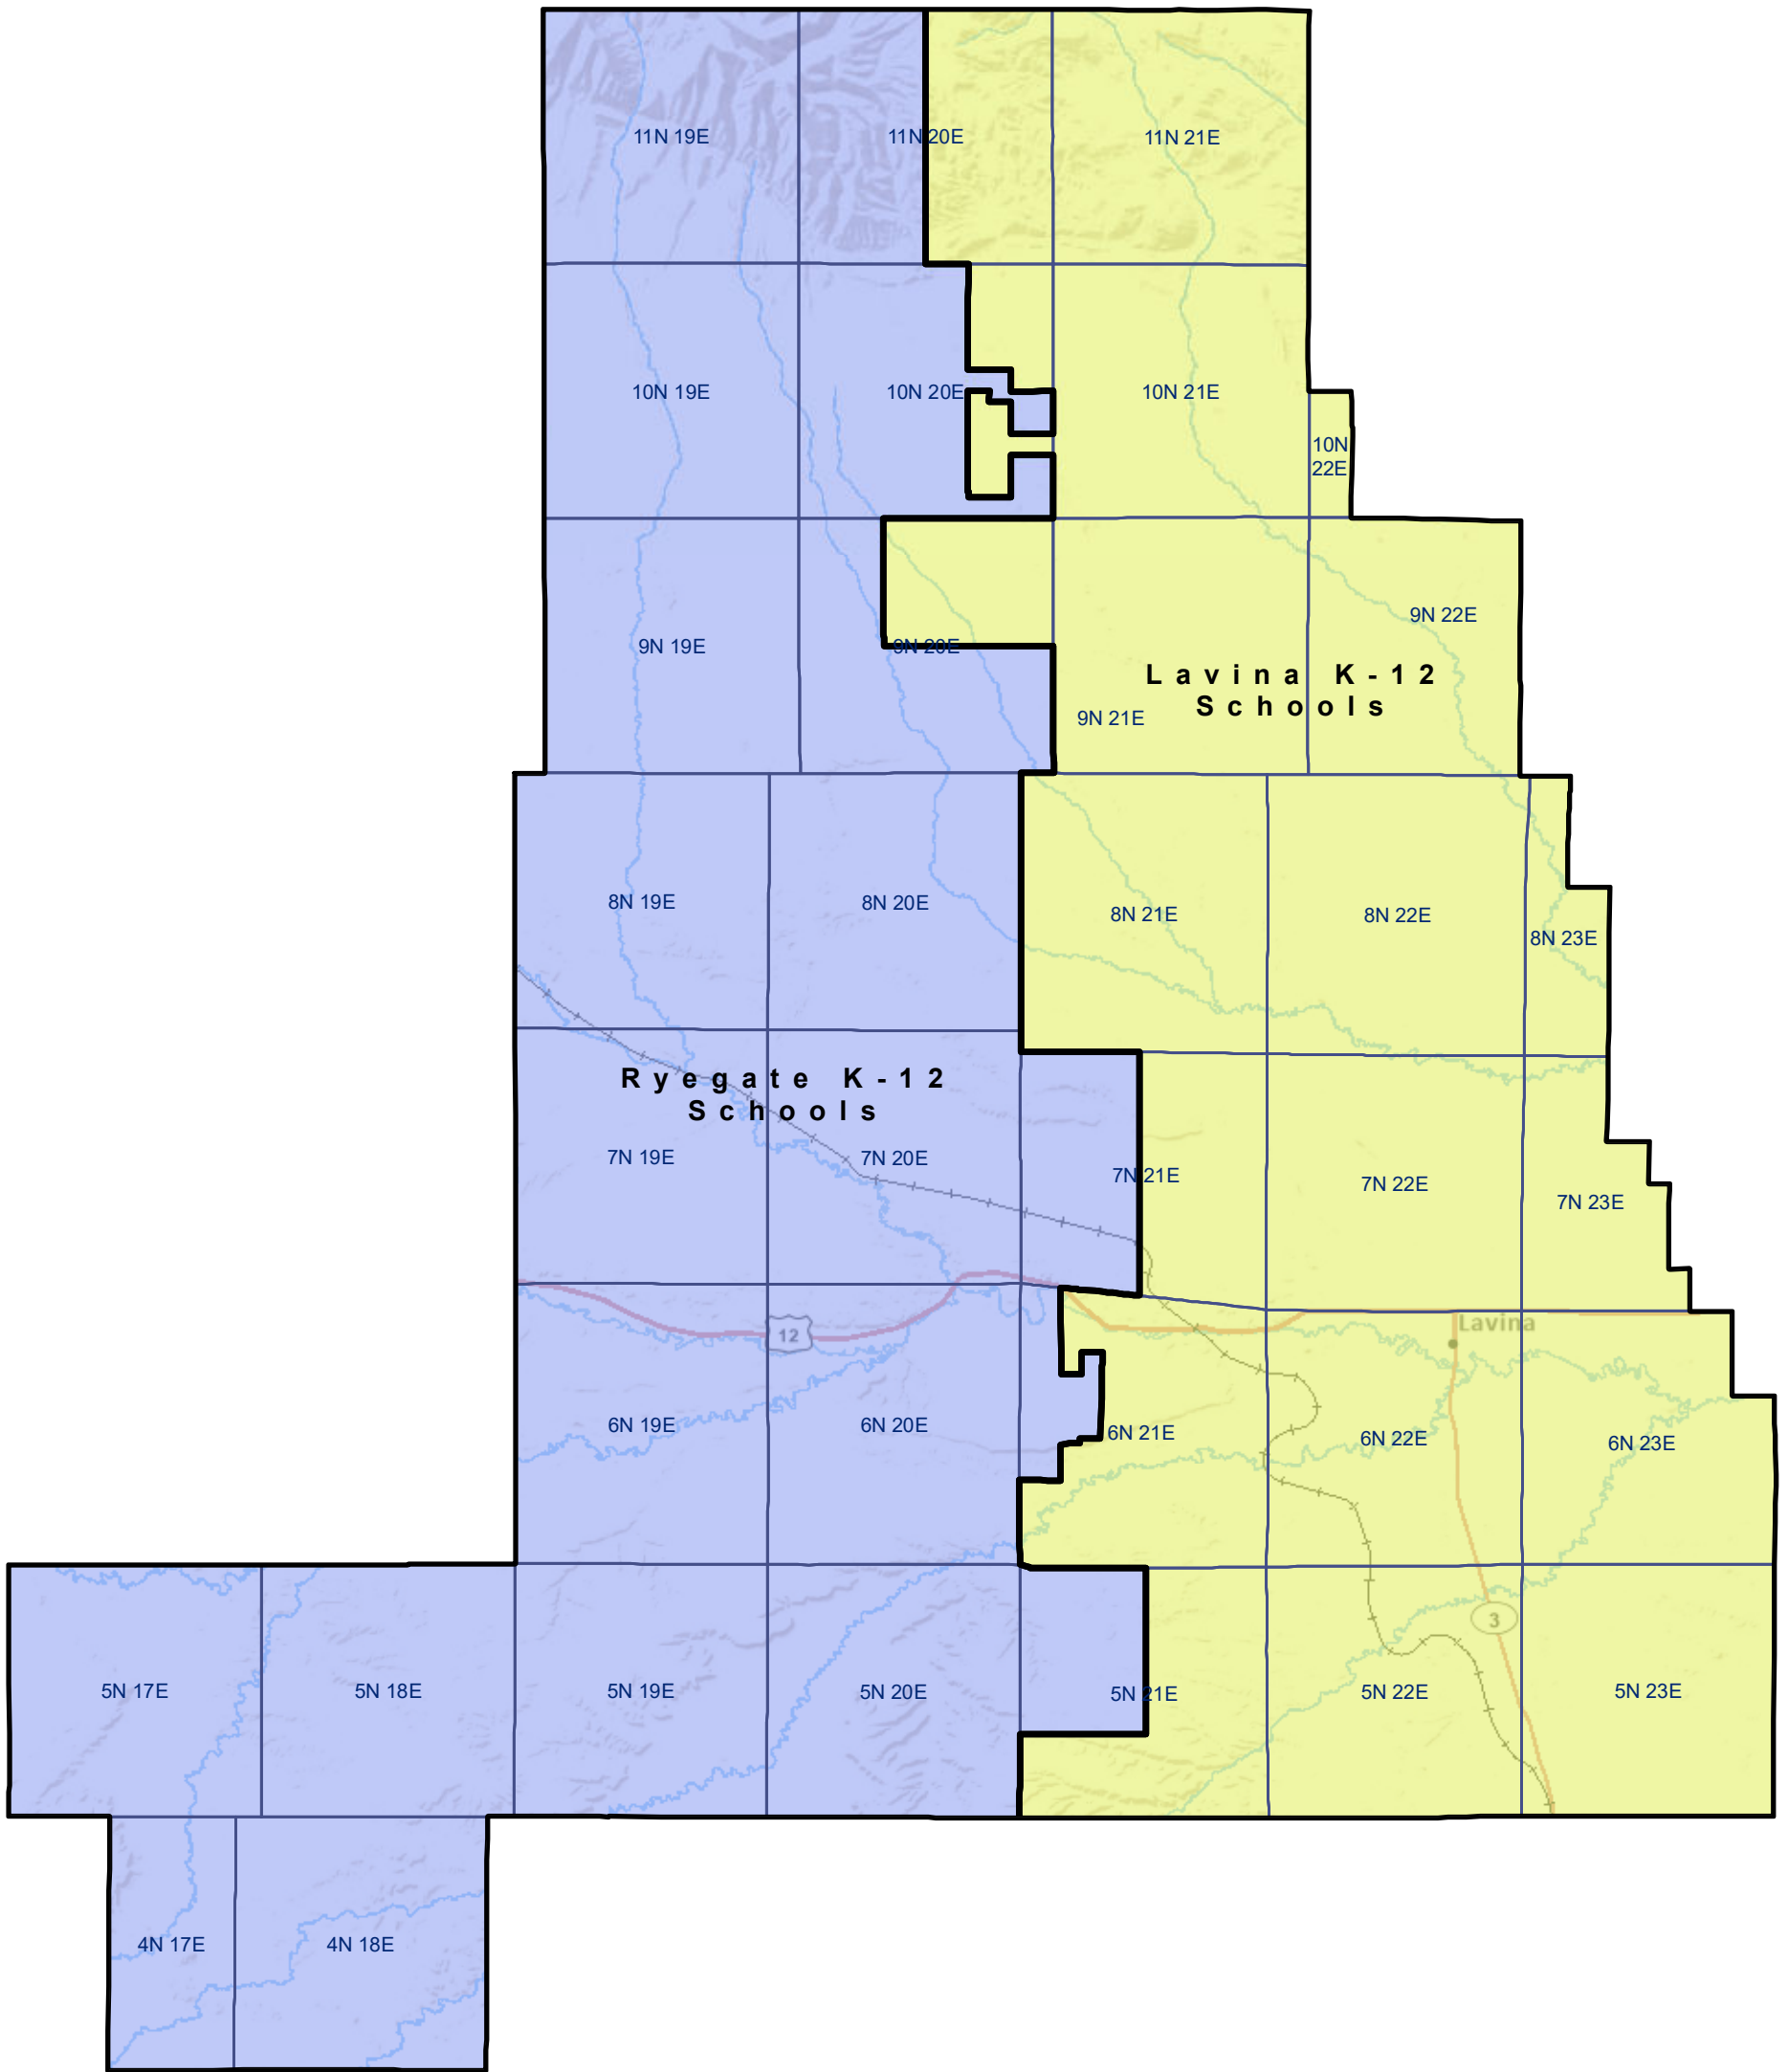 11N 19E
11N 20E
11N 21E
10N 19E
10N 20E
10N 21E
10N
22E
9N 19E
9N 20E
9N 22E
Lavina K-12
Schools
9N 21E
8N 19E
8N 20E
8N 21E
8N 22E
8N 23E
Ryegate K-12
Schools
7N 19E
7N 20E
7N 21E
7N 22E
7N 23E
12
Lavina
6N 19E
6N 20E
6N 21E
6N 22E
6N 23E
3
5N 17E
5N 18E
5N 19E
5N 20E
5N 21E
5N 22E
5N 23E
4N 17E
4N 18E